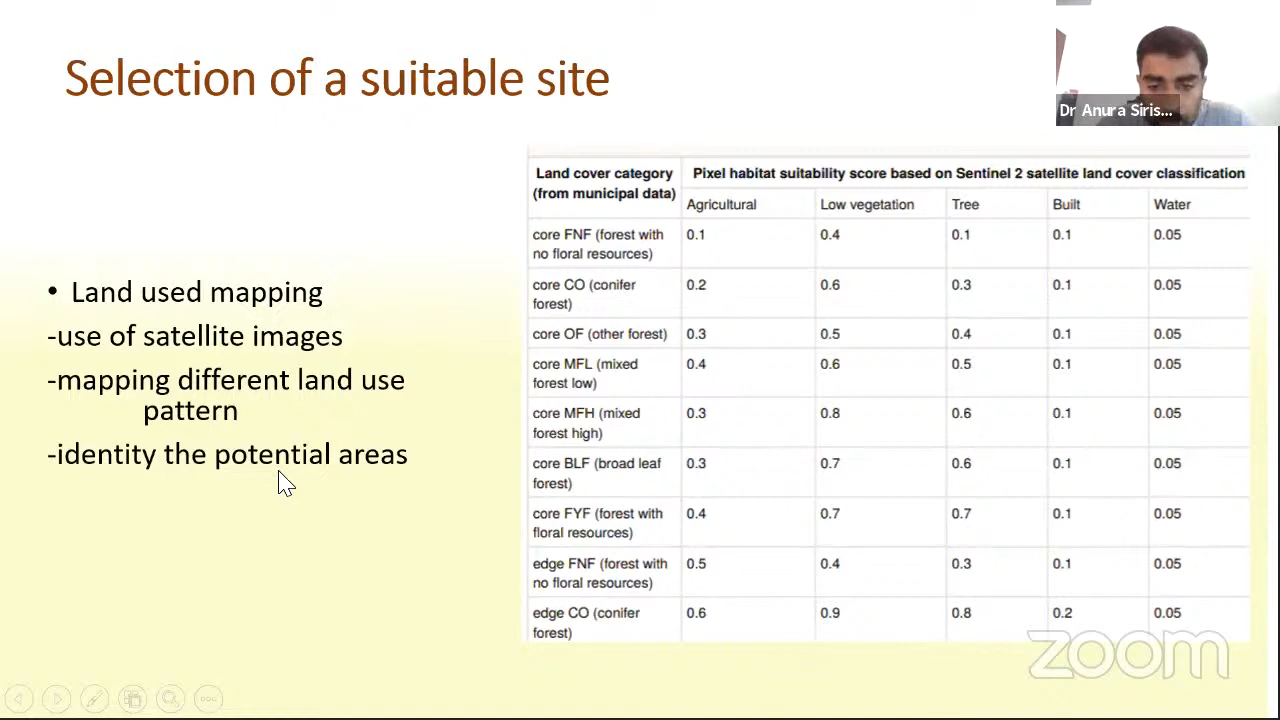 Selection of a suitable site
Dr Anura Siris...
• Land used mapping
-use of satellite images
-mapping different land use
pattern
-identity the potential areas
Land cover category Pixel habitat suitability score based on Sentinel 2 satellite land cover classification
(from municipal data) Agricultural Low vegetation Tree Built Water
core FNF (forest with 0.1 0.4 0.1 0.1 0.05
no floral resources)
core CO (conifer 0.2 0.6 0.3 0.1 0.05
forest)
core OF (other forest) 0.3 0.5 0.4 0.1 0.05
core MFL (mixed 0.4 0.6 0.5 0.1 0.05
forest low)
core MFH (mixed 0.3 0.8 0.6 0.1 0.05
forest high)
core BLF (broad leaf 0.3 0.7 0.6 0.1 0.05
forest)
core FYF (forest with 0.4 0.7 0.7 0.1 0.05
floral resources)
edge FNF (forest with 0.5 0.4 0.3 0.1 0.05
no floral resources)
edge CO (conifer 0.6 0.9 0.8 0.2 0.05
forest)
zoom